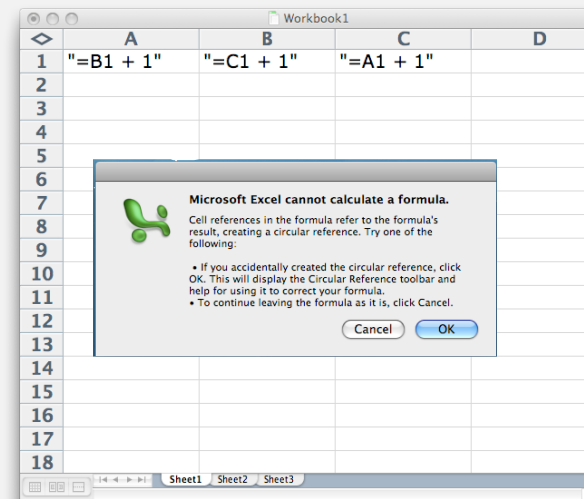 Workbook1
A B C D
1 "=B1 + 1" "=C1 + 1" "=A1 + 1"
2
3
4
5
6
7
8
9
10
11
12
13
14
15
16
17
18
Microsoft Excel cannot calculate a formula.
Cell references in the formula refer to the formula's
result, creating a circular reference. Try one of the
following:
• If you accidentally created the circular reference, click
OK. This will display the Circular Reference toolbar and
help for using it to correct your formula.
• To continue leaving the formula as it is, click Cancel.
Cancel OK
Sheet1 Sheet2 Sheet3